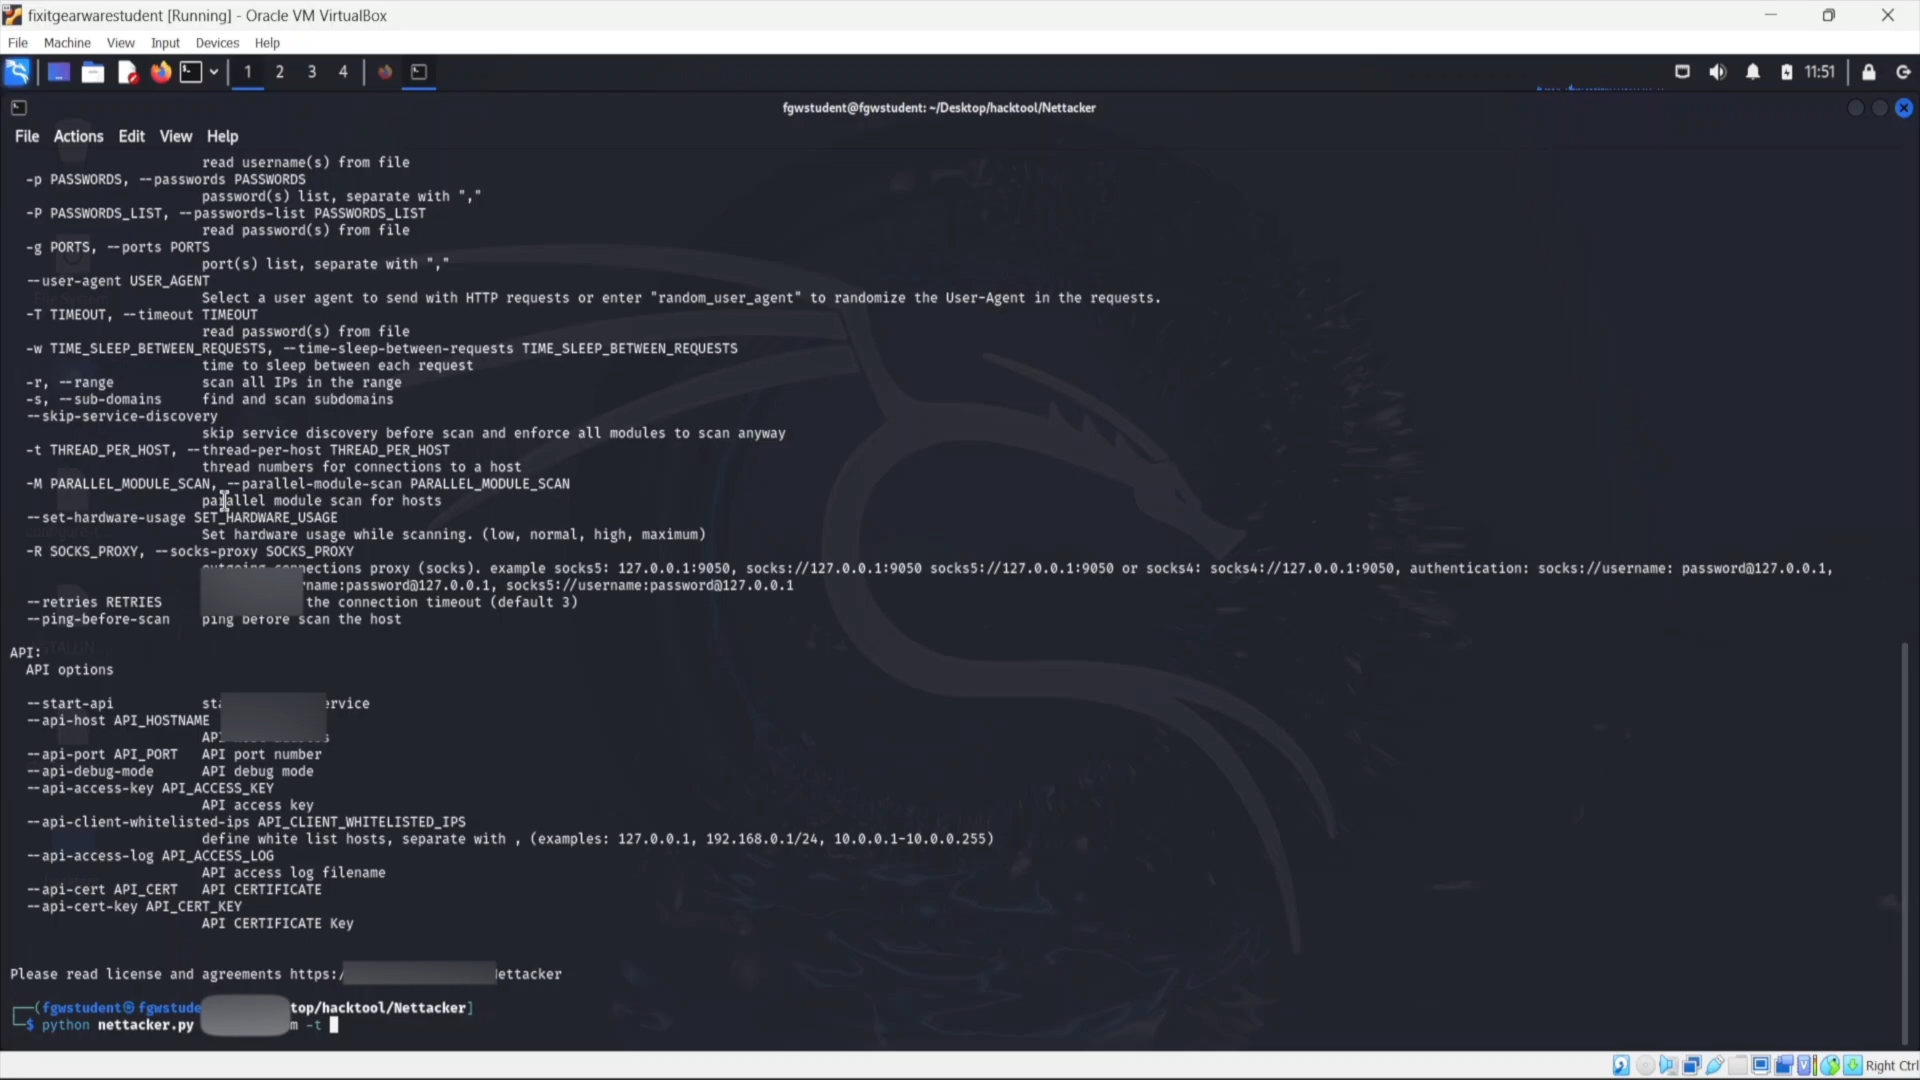 fixitgearwarestudent [Running] - Oracle VM VirtualBox
File Machine View Input Devices Help
1 2 3 4 11:51
fgwstudent@fgwstudent: ~/Desktop/hacktool/Nettacker
File Actions Edit View Help
read username(s) from file
-p PASSWORDS, --passwords PASSWORDS
password(s) list, separate with ","
-P PASSWORDS_LIST, --passwords-list PASSWORDS_LIST
read password(s) from file
-g PORTS, --ports PORTS
port(s) list, separate with ","
--user-agent USER_AGENT
Select a user agent to send with HTTP requests or enter "random_user_agent" to randomize the User-Agent in the requests.
-T TIMEOUT, --timeout TIMEOUT
read password(s) from file
-w TIME_SLEEP_BETWEEN_REQUESTS, --time-sleep-between-requests TIME_SLEEP_BETWEEN_REQUESTS
time to sleep between each request
-r, --range scan all IPs in the range
-s, --sub-domains find and scan subdomains
--skip-service-discovery
skip service discovery before scan and enforce all modules to scan anyway
-t THREAD_PER_HOST, --thread-per-host THREAD_PER_HOST
thread numbers for connections to a host
-M PARALLEL_MODULE_SCAN, --parallel-module-scan PARALLEL_MODULE_SCAN
parallel module scan for hosts
--set-hardware-usage SET_HARDWARE_USAGE
Set hardware usage while scanning. (low, normal, high, maximum)
-R SOCKS_PROXY, --socks-proxy SOCKS_PROXY
outgoing connections proxy (socks). example socks5: 127.0.0.1:9050, socks://127.0.0.1:9050 socks5://127.0.0.1:9050 or socks4: socks4://127.0.0.1:9050, authentication: socks://username: password@127.0.0.1,
name:password@127.0.0.1, socks5://username:password@127.0.0.1
--retries RETRIES the connection timeout (default 3)
--ping-before-scan ping before scan the host
API:
API options
--start-api
--api-host API_HOSTNAME
API
--api-port API_PORT API port number
--api-debug-mode API debug mode
--api-access-key API_ACCESS_KEY
API access key
--api-client-whitelisted-ips API_CLIENT_WHITELISTED_IPS
define white list hosts, separate with , (examples: 127.0.0.1, 192.168.0.1/24, 10.0.0.1-10.0.0.255)
--api-access-log API_ACCESS_LOG
API access log filename
--api-cert API_CERT API CERTIFICATE
--api-cert-key API_CERT_KEY
API CERTIFICATE Key
Please read license and agreements https:/ ettacker
(fgwstudent@fgwstude top/hacktool/Nettacker]
$ python nettacker.py m -t
Right Ctrl